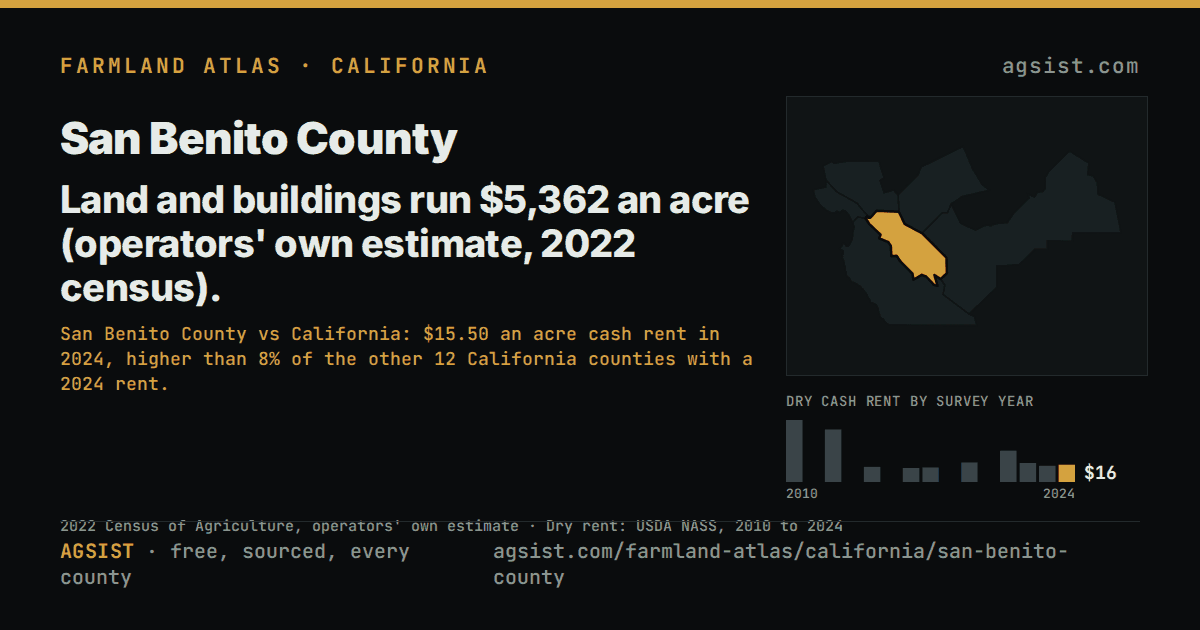 FARMLAND ATLAS · CALIFORNIA
agsist.com
San Benito County
Land and buildings run $5,362 an acre
(operators' own estimate, 2022
census).
San Benito County vs California: $15.50 an acre cash rent in
2024, higher than 8% of the other 12 California counties with a
2024 rent.
DRY CASH RENT BY SURVEY YEAR
$16
2010
2024
2022 Census of Agriculture, operators' own estimate · Dry rent: USDA NASS, 2010 to 2024
AGSIST · free, sourced, every
county
agsist.com/farmland-atlas/california/san-benito-
county